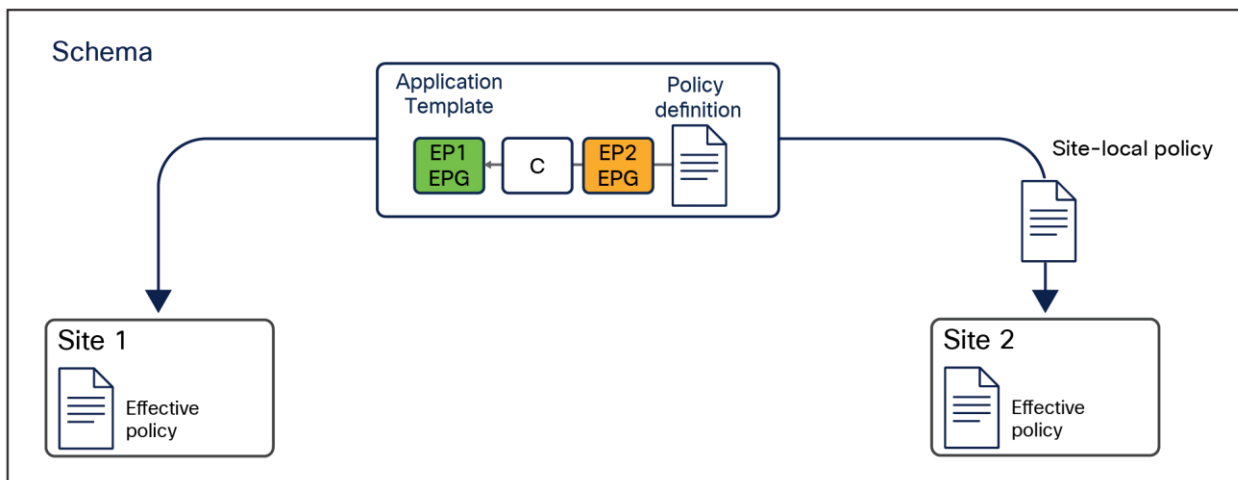 Schema
Application
Template
Policy
definition
EP1
EPG
C
EP2
EPG
Site-local policy
Site 1
Effective
policy
Site 2
Effective
policy